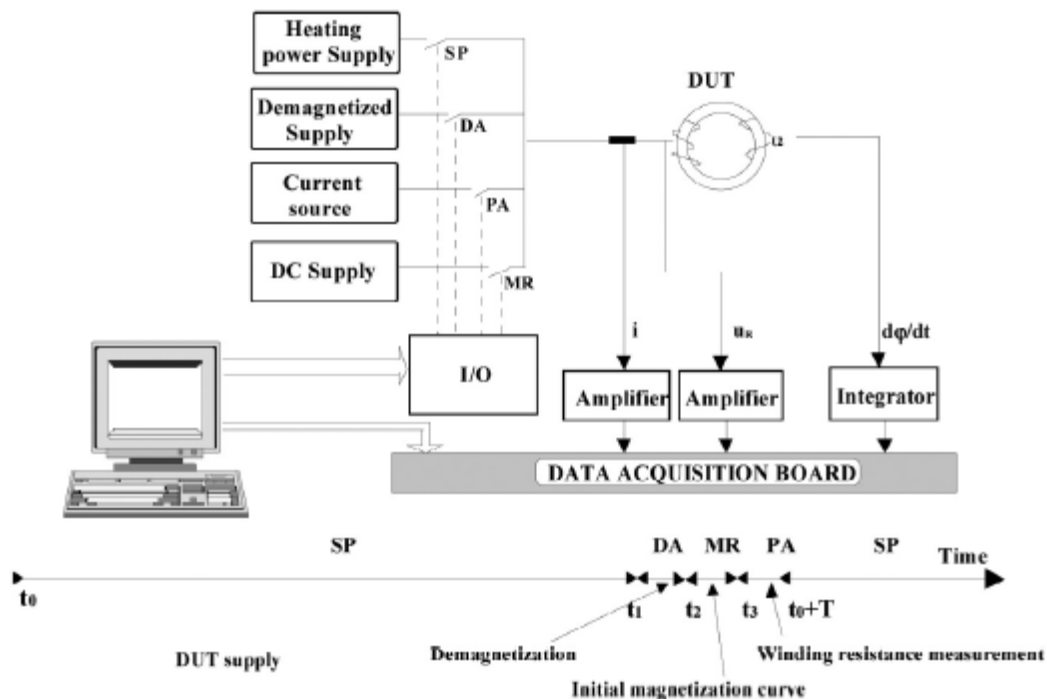 Heating
power Supply
SP
Demagnetized
Supply
DA
Current
source
PA
DC Supply
MR
DUT
I/O
i
uR
dφ/dt
Amplifier
Amplifier
Integrator
DATA ACQUISITION BOARD
SP
DA
MR
PA
SP
Time
t0
t1
t2
t3
t0+T
Demagnetization
Winding resistance measurement
DUT supply
Initial magnetization curve